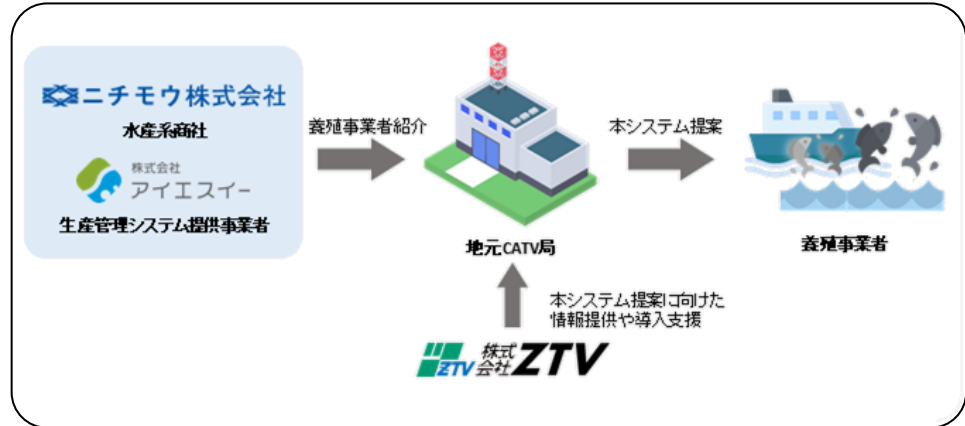 ニチモウ株式会社
水産系商社
株式会社
アイエスイー
生産管理システム提供事業者
養殖事業者紹介
地元CATV局
本システム提案
養殖事業者
本システム提案に向けた
情報提供や導入支援
ZTV 株式会社ZTV